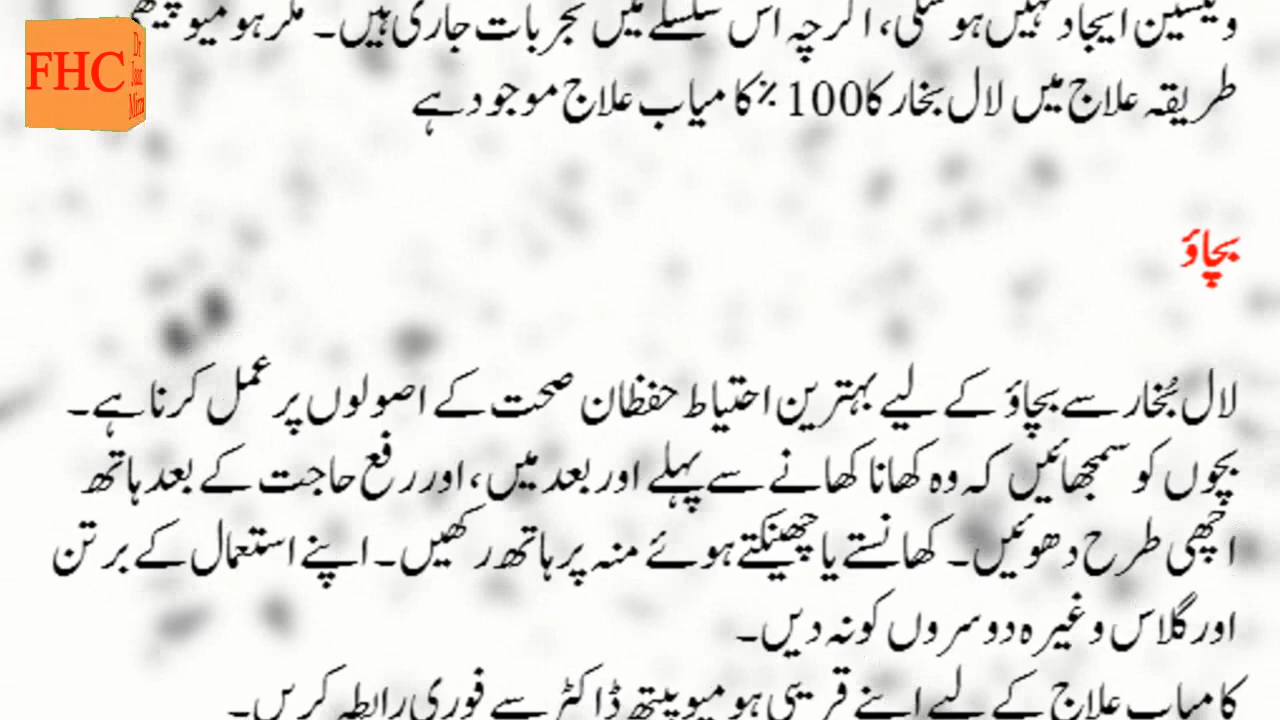 ویکسین ایجاد نہیں ہو سکی، اگرچہ اس سلسلے میں تجربات جاری ہیں۔ مگر ہومیو پیتھ
طریقہ علاج میں لال بخار کا 100 ٪ کامیاب علاج موجود ہے
بچاؤ
لال بُخار سے بچاؤ کے لیے بہترین احتیاط حفظان صحت کے اصولوں پر عمل کرنا ہے۔
بچوں کو سمجھائیں کہ وہ کھانا کھانے سے پہلے اور بعد میں، اور رفع حاجت کے بعد ہاتھ
اچھی طرح دھوئیں۔ کھانستے یا چھینکتے ہوئے منہ پر ہاتھ رکھیں۔ اپنے استعمال کے برتن
اور گلاس وغیرہ دوسروں کو نہ دیں۔
کامیاب علاج کے لیے اپنے قریبی ہومیوپیتھ ڈاکٹر سے فوری رابطہ کریں۔
FHC
Dr
Mirza